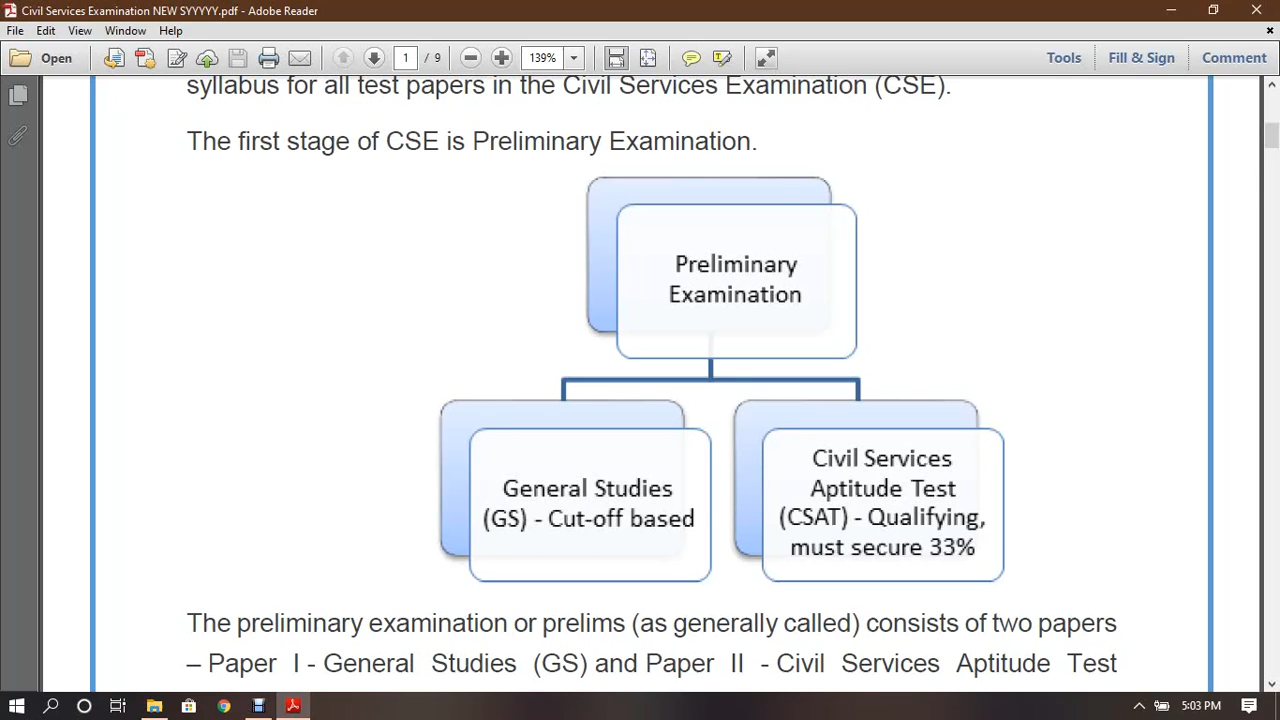 Civil Services Examination NEW SYYYYY.pdf - Adobe Reader
File Edit View Window Help
Open 1 / 9 139% Tools Fill & Sign Comment
syllabus for all test papers in the Civil Services Examination (CSE).
The first stage of CSE is Preliminary Examination.
Preliminary
Examination
General Studies
(GS) - Cut-off based
Civil Services
Aptitude Test
(CSAT) - Qualifying,
must secure 33%
The preliminary examination or prelims (as generally called) consists of two papers
– Paper I - General Studies (GS) and Paper II - Civil Services Aptitude Test
5:03 PM